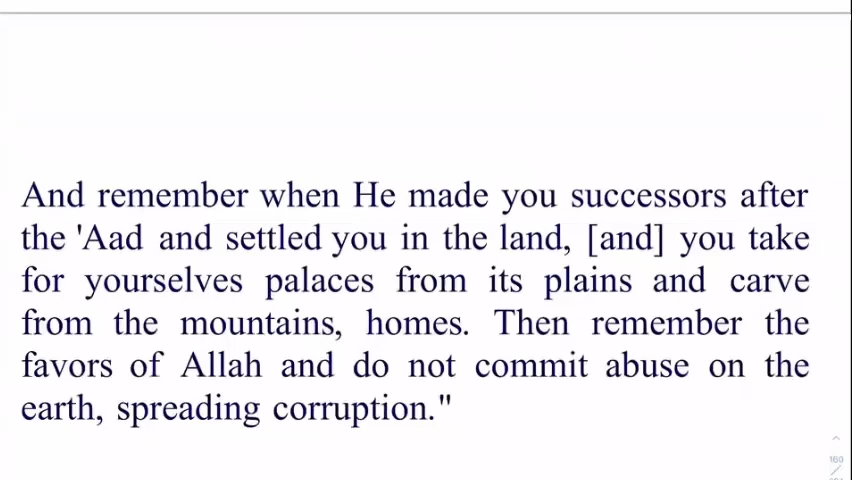 And remember when He made you successors after
the 'Aad and settled you in the land, [and] you take
for yourselves palaces from its plains and carve
from the mountains, homes. Then remember the
favors of Allah and do not commit abuse on the
earth, spreading corruption."
160